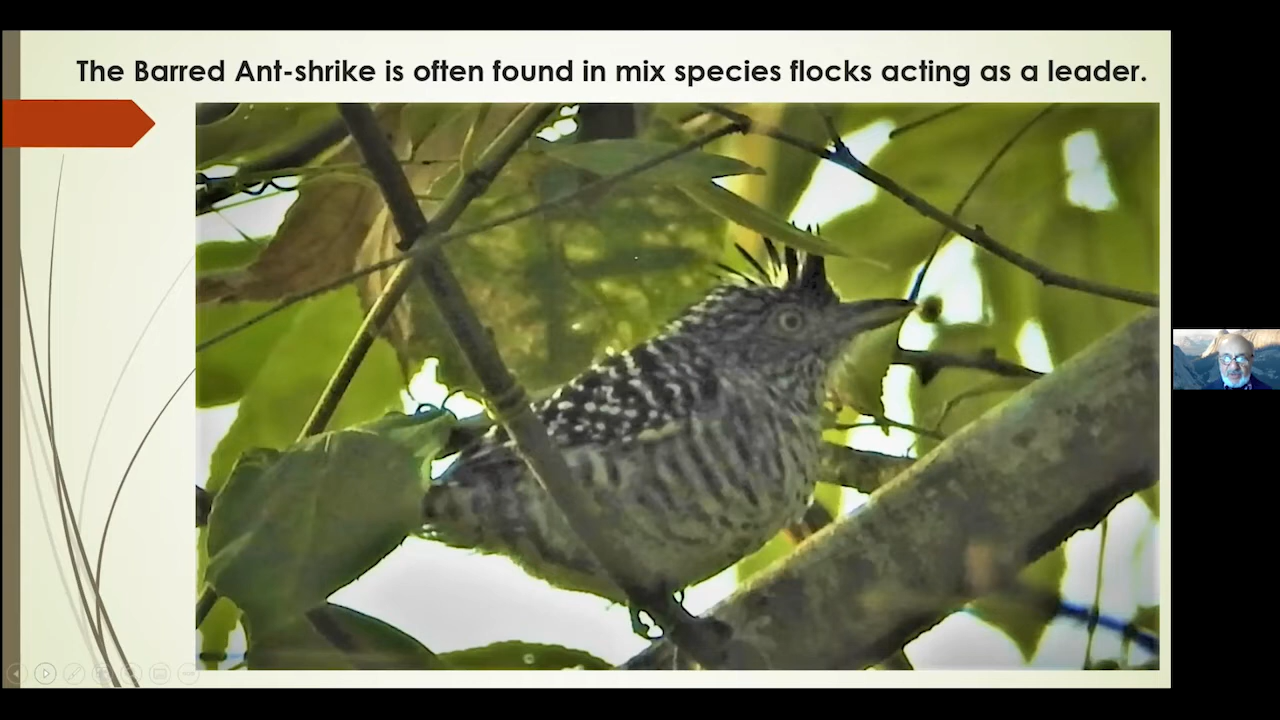 The Barred Ant-shrike is often found in mix species flocks acting as a leader.